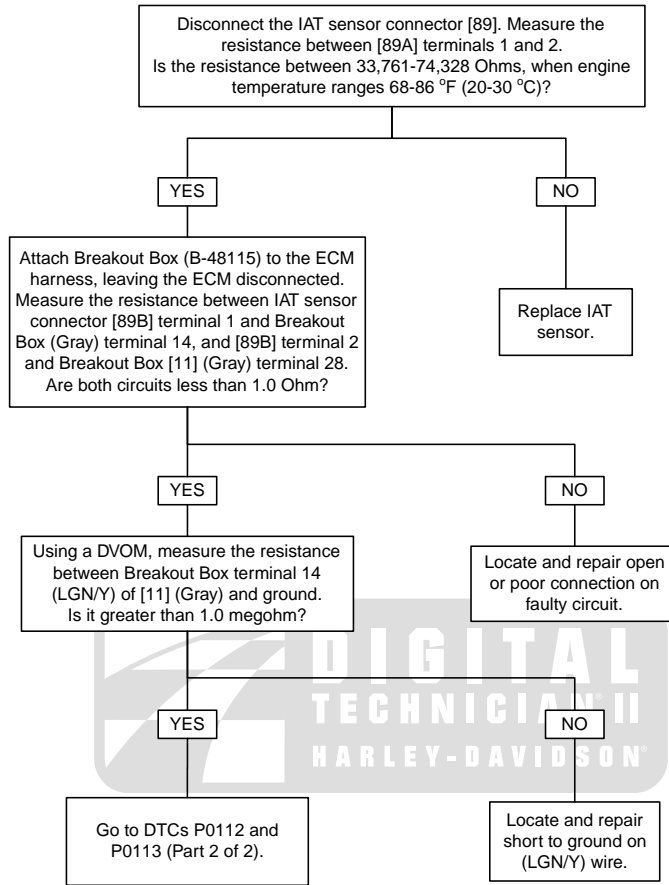 Disconnect the IAT sensor connector [89]. Measure the
resistance between [89A] terminals 1 and 2.
Is the resistance between 33,761-74,328 Ohms, when engine
temperature ranges 68-86 °F (20-30 °C)?
YES
NO
Attach Breakout Box (B-48115) to the ECM
harness, leaving the ECM disconnected.
Measure the resistance between IAT sensor
connector [89B] terminal 1 and Breakout
Box (Gray) terminal 14, and [89B] terminal 2
and Breakout Box [11] (Gray) terminal 28.
Are both circuits less than 1.0 Ohm?
Replace IAT
sensor.
YES
NO
Using a DVOM, measure the resistance
between Breakout Box terminal 14
(LGN/Y) of [11] (Gray) and ground.
Is it greater than 1.0 megohm?
Locate and repair open
or poor connection on
faulty circuit.
DIGITAL
TECHNICIAN® II
HARLEY-DAVIDSON®
YES
NO
Go to DTCs P0112 and
P0113 (Part 2 of 2).
Locate and repair
short to ground on
(LGN/Y) wire.